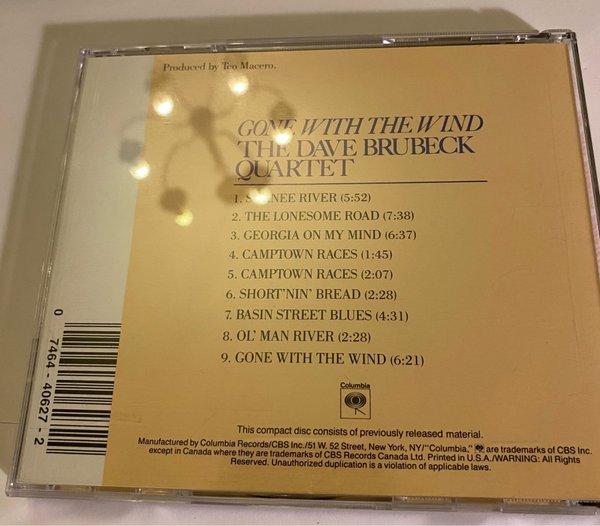 Produced by Teo Macero.
GONE WITH THE WIND
THE DAVE BRUBECK
QUARTET
1. S NEE RIVER (5:52)
2. THE LONESOME ROAD (7:38)
3. GEORGIA ON MY MIND (6:37)
4. CAMPTOWN RACES (1:45)
5. CAMPTOWN RACES (2:07)
6. SHORT'NIN' BREAD (2:28)
7. BASIN STREET BLUES (4:31)
8. OL' MAN RIVER (2:28)
9. GONE WITH THE WIND (6:21)
0 7464-40627-2
Columbia
This compact disc consists of previously released material.
Manufactured by Columbia Records/CBS Inc./51 W. 52 Street, New York, NY/"Columbia," are trademarks of CBS Inc.
except in Canada where they are trademarks of CBS Records Canada Ltd. Printed in U.S.A./WARNING: All Rights
Reserved. Unauthorized duplication is a violation of applicable laws.